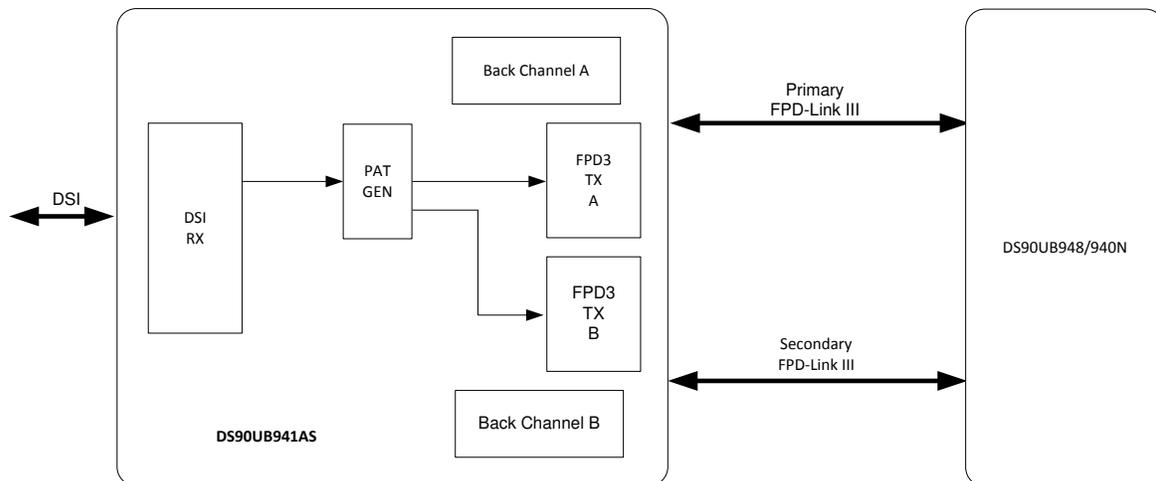 DSI
DSI
RX
PAT
GEN
Back Channel A
FPD3
TX
A
FPD3
TX
B
Back Channel B
DS90UB941AS
Primary
FPD-Link III
Secondary
FPD-Link III
DS90UB948/940N